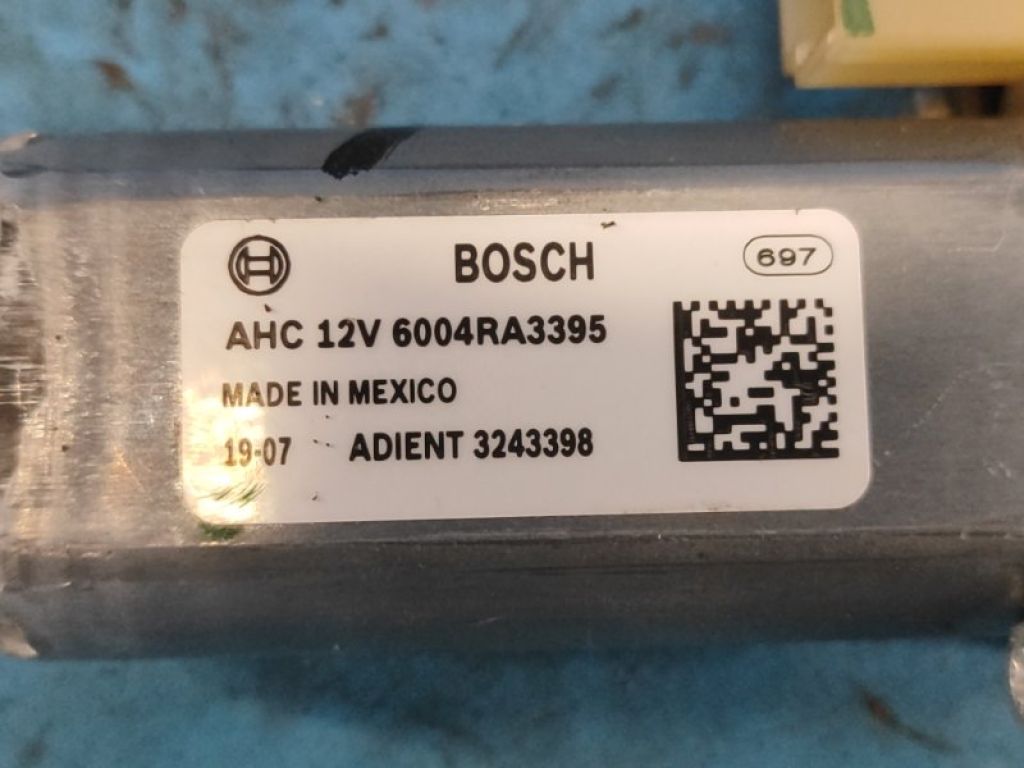 BOSCH 697
AHC 12V 6004RA3395
MADE IN MEXICO
19-07 ADIENT 3243398